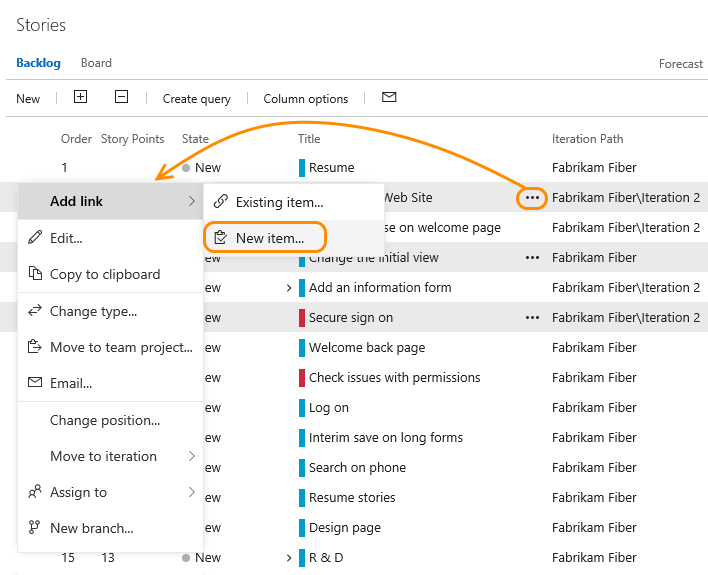 Stories
Backlog Board Forecast
New Create query Column options
Order Story Points State Title Iteration Path
1 New Resume Fabrikam Fiber
Add link Existing item... Web Site ••• Fabrikam Fiber\Iteration 2
se on welcome page Fabrikam Fiber
Edit... New item...
ew Change the initial view ••• Fabrikam Fiber
Copy to clipboard
ew Add an information form Fabrikam Fiber\Iteration 2
Change type... ew Secure sign on ••• Fabrikam Fiber\Iteration 2
Move to team project... ew Welcome back page Fabrikam Fiber
Email... ew Check issues with permissions Fabrikam Fiber
ew Log on Fabrikam Fiber
Change position...
ew Interim save on long forms Fabrikam Fiber
Move to iteration
ew Search on phone Fabrikam Fiber
Assign to ew Resume stories Fabrikam Fiber
New branch... ew Design page Fabrikam Fiber
15 13 New R & D Fabrikam Fiber